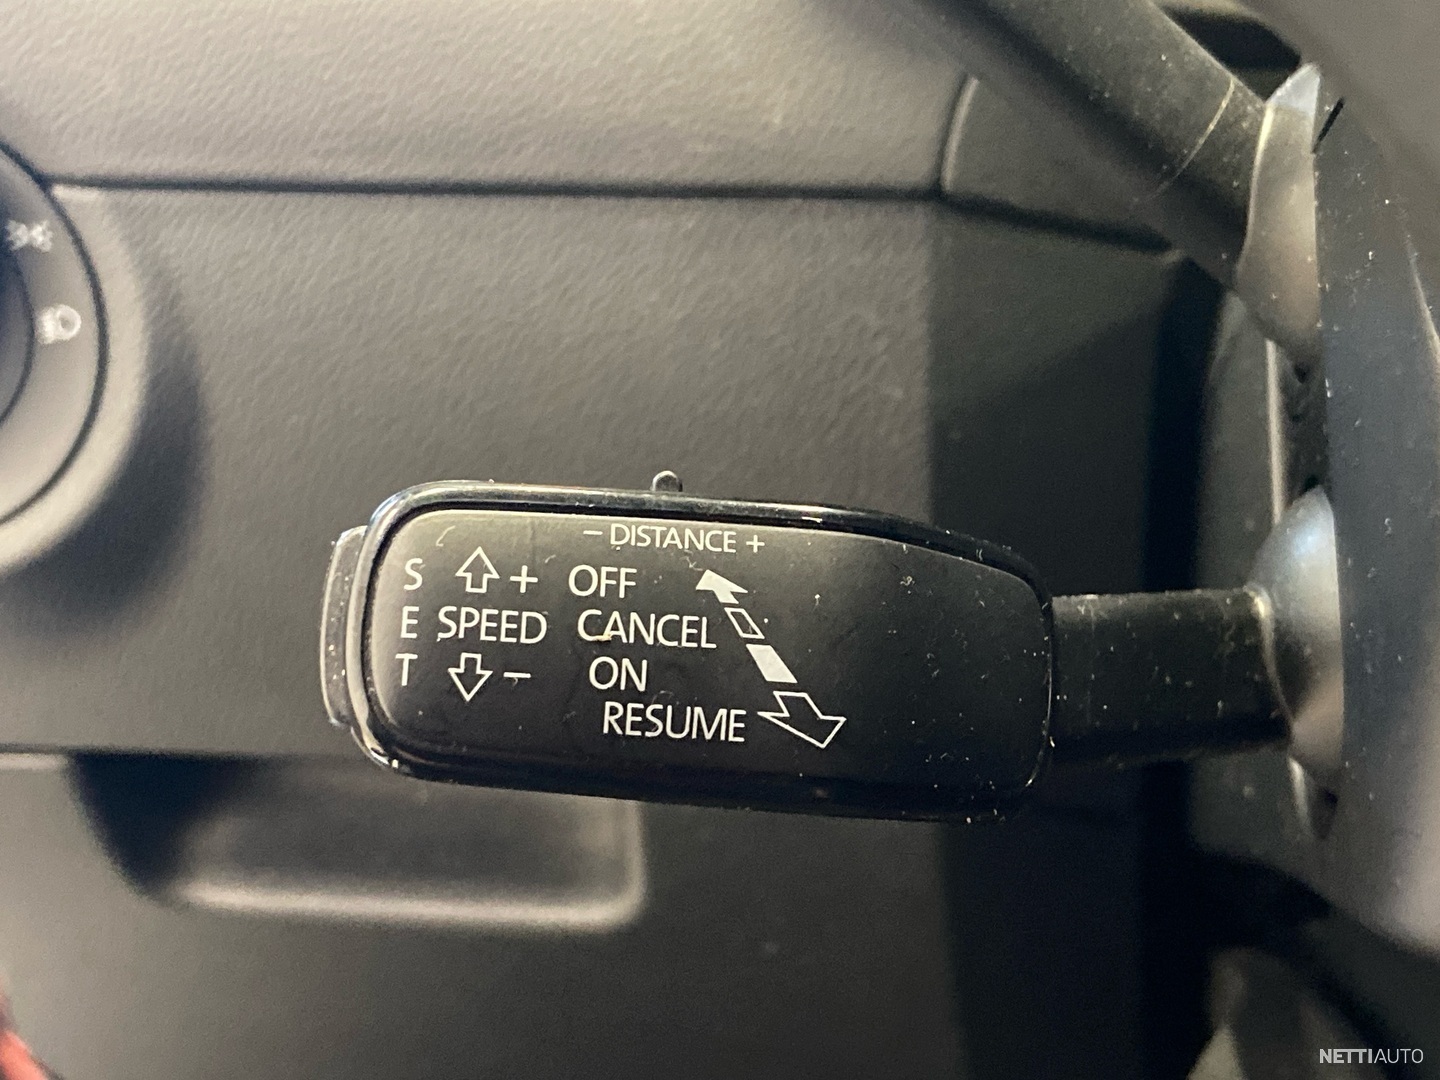 – DISTANCE +
S + OFF
E SPEED CANCEL
T – ON
RESUME
NETTIAUTO